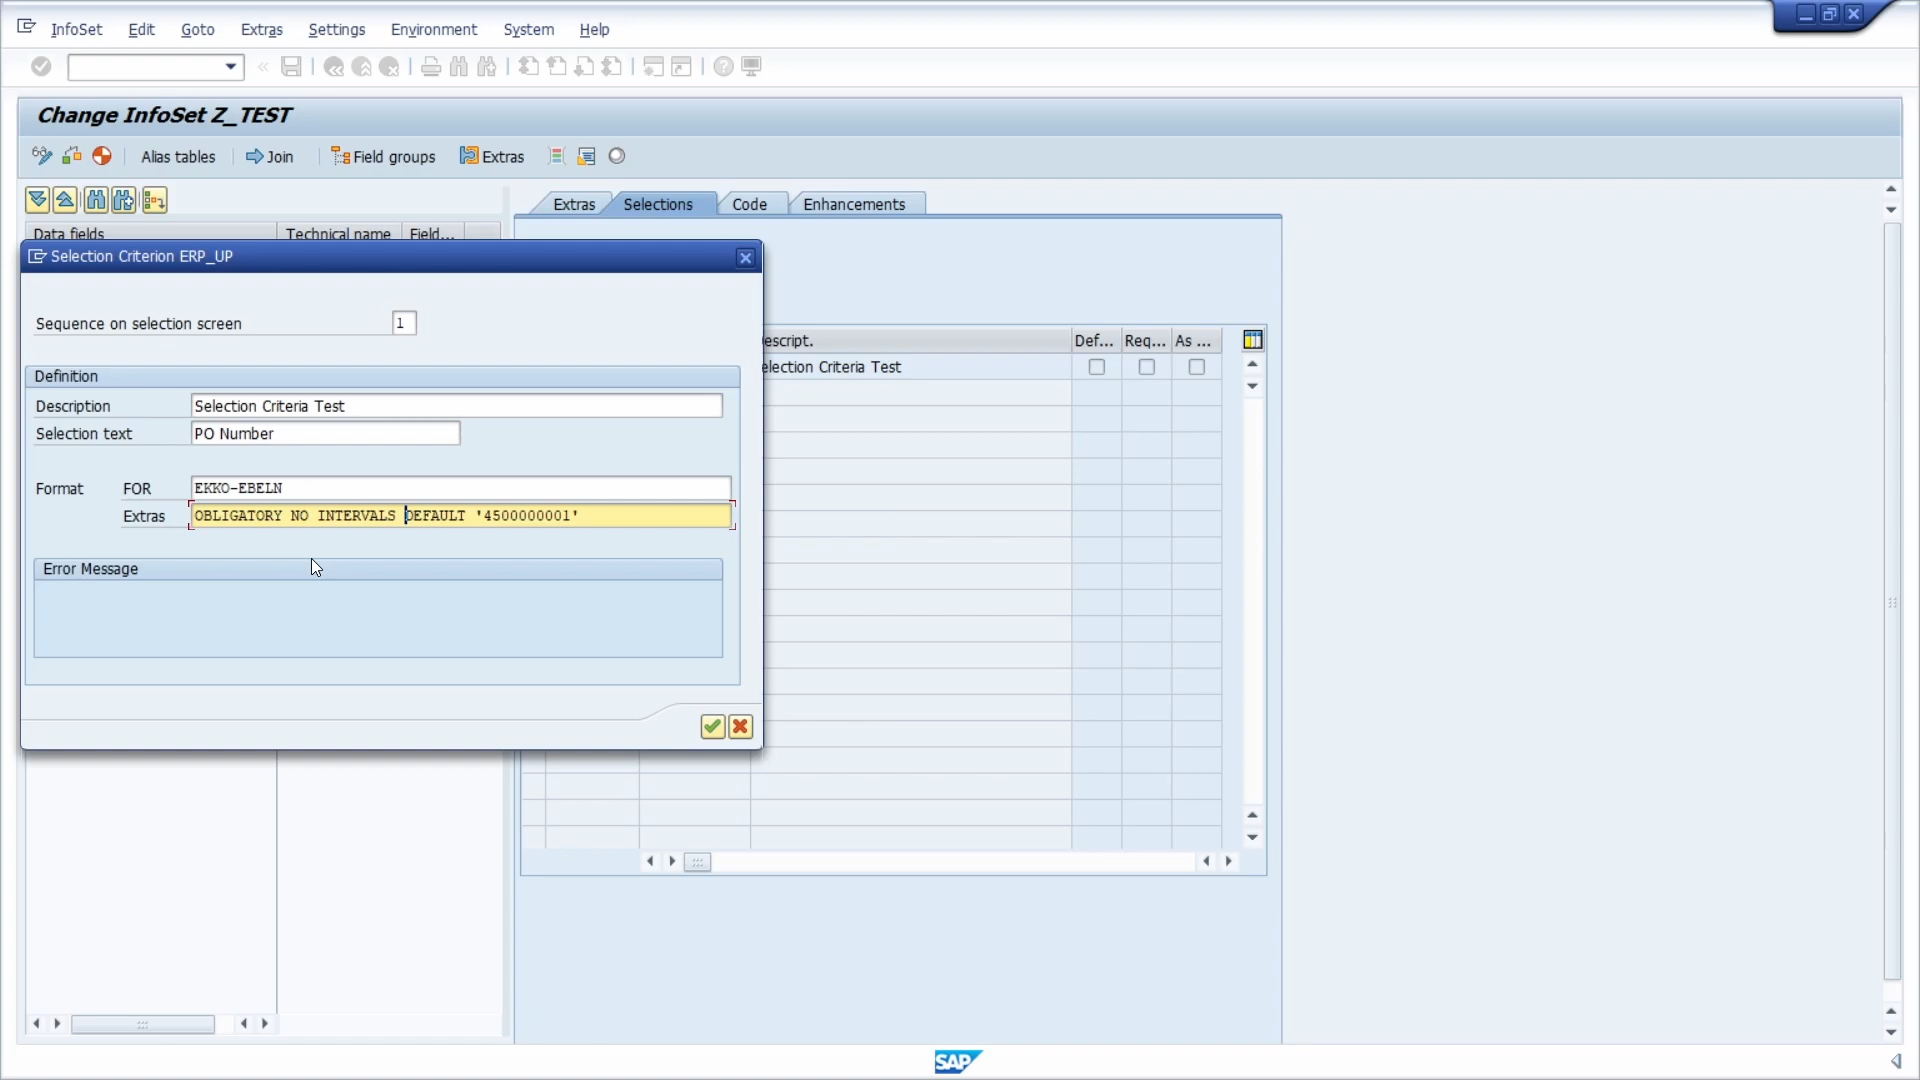 InfoSet Edit Goto Extras Settings Environment System Help
Change InfoSet Z_TEST
Alias tables Join Field groups Extras
Extras Selections Code Enhancements
Data fields Technical name Field...
Selection Criterion ERP_UP
Sequence on selection screen 1
escript. Def... Req... As ...
election Criteria Test
Definition
Description Selection Criteria Test
Selection text PO Number
Format FOR EKKO-EBELN
Extras OBLIGATORY NO INTERVALS DEFAULT '4500000001'
Error Message
SAP